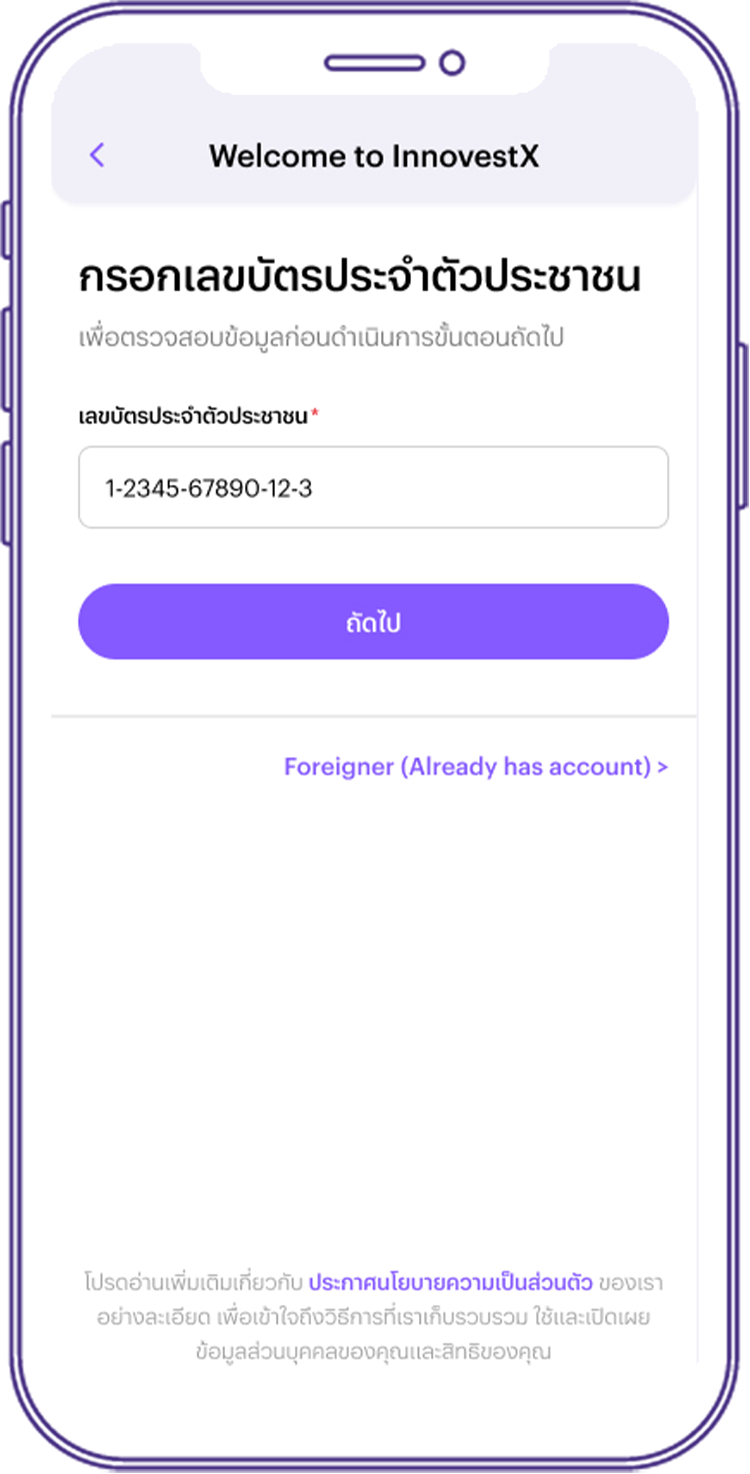 Welcome to InnovestX
กรอกเลขบัตรประจำตัวประชาชน
เพื่อตรวจสอบข้อมูลก่อนดำเนินการขั้นตอนถัดไป
เลขบัตรประจำตัวประชาชน*
1-2345-67890-12-3
ถัดไป
Foreigner (Already has account) >
โปรดอ่านเพิ่มเติมเกี่ยวกับ ประกาศนโยบายความเป็นส่วนตัว ของเรา
อย่างละเอียด เพื่อเข้าใจถึงวิธีการที่เราเก็บรวบรวม ใช้และเปิดเผย
ข้อมูลส่วนบุคคลของคุณและสิทธิของคุณ